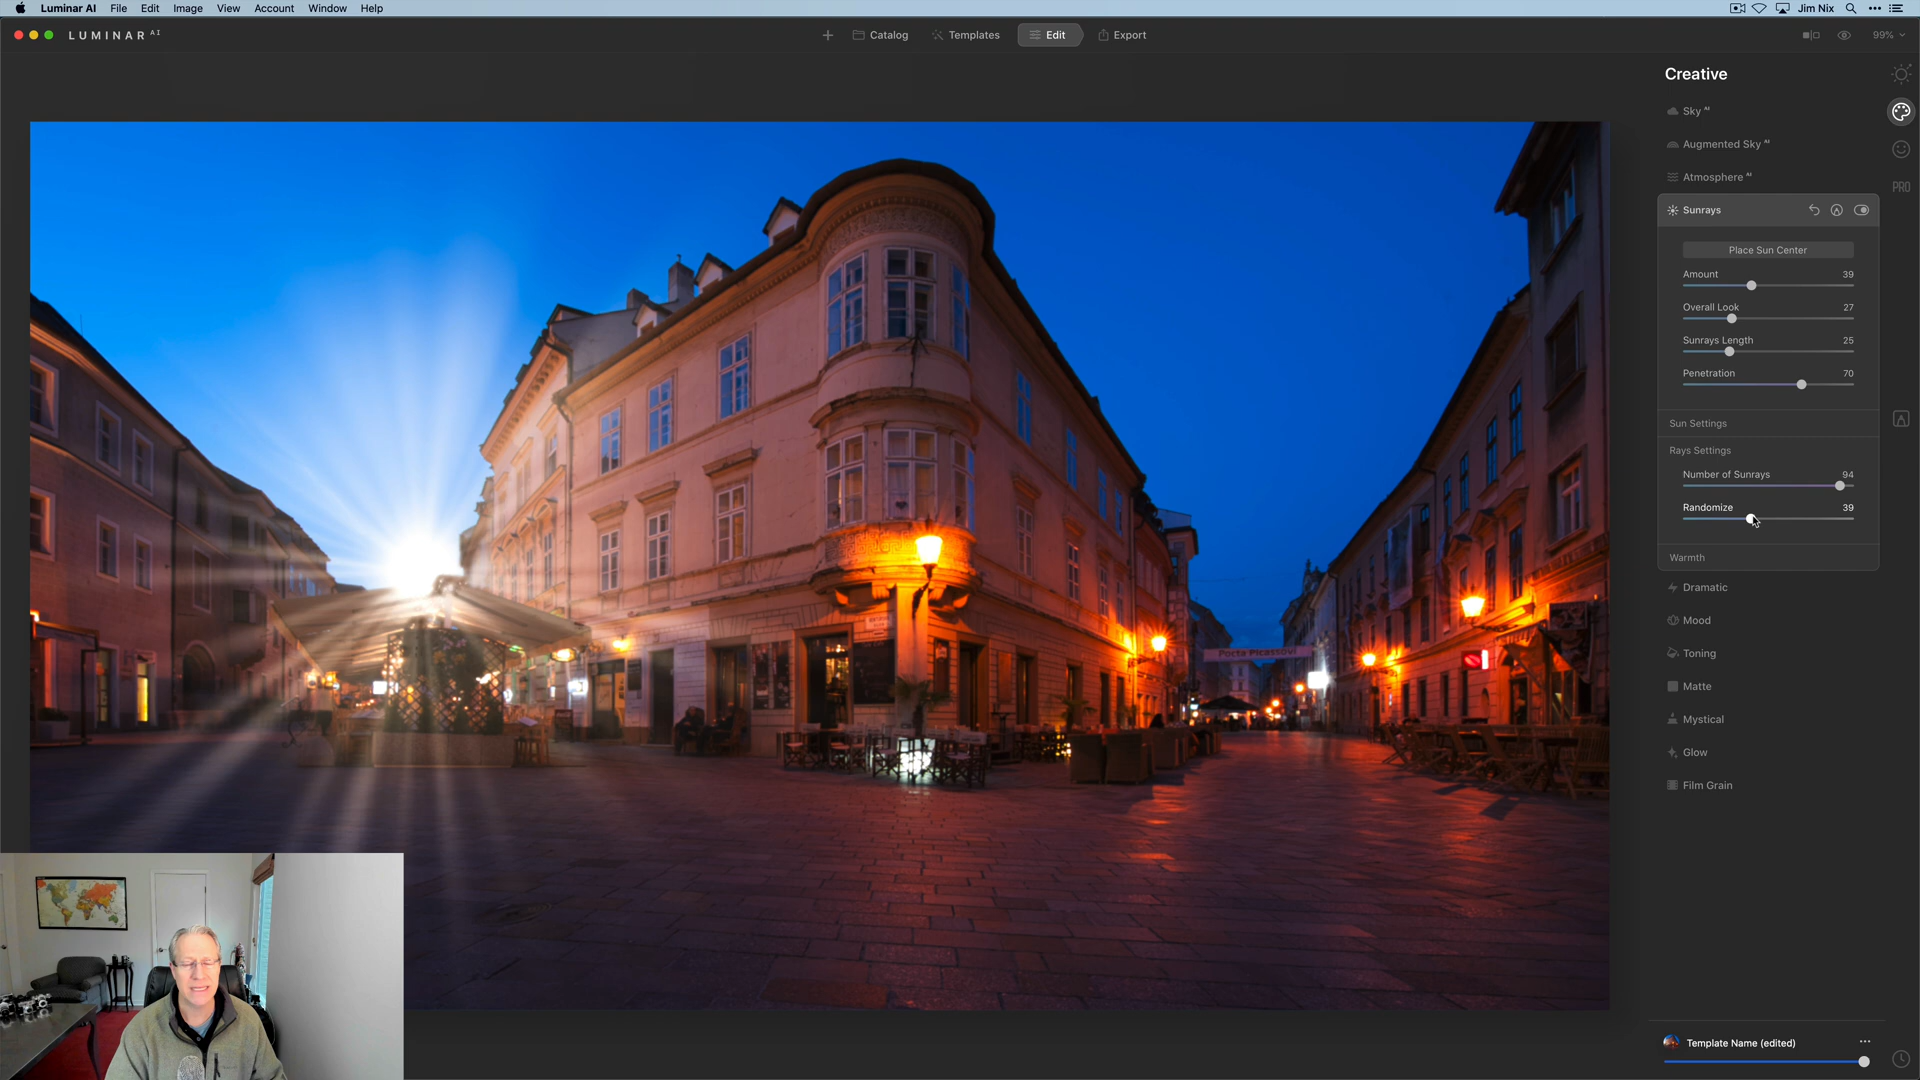 Luminar AI File Edit Image View Account Window Help Jim Nix
LUMINAR AI Catalog Templates Edit Export 99%
Creative
Sky AI
Augmented Sky AI
Atmosphere AI
PRO
Sunrays
Place Sun Center
Amount 39
Overall Look 27
Sunrays Length 25
Penetration 70
Sun Settings
Rays Settings
Number of Sunrays 94
Randomize 39
Warmth
Dramatic
Mood
Toning
Matte
Mystical
Glow
Film Grain
Porta Picassovi
Template Name (edited)